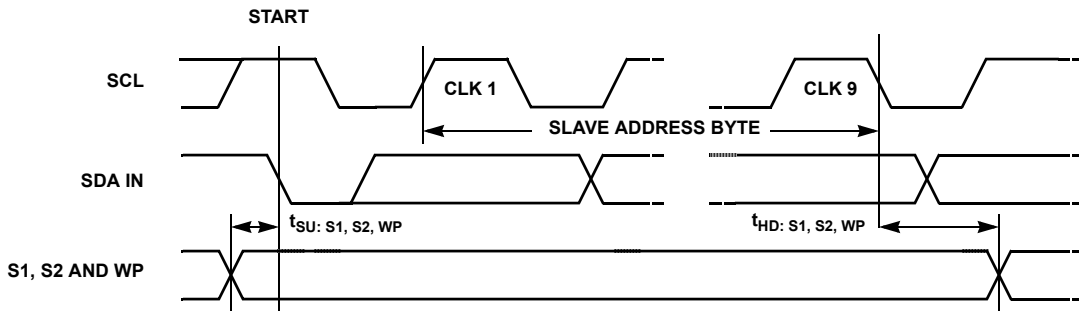 START
SCL
CLK 1
CLK 9
SLAVE ADDRESS BYTE
SDA IN
tSU: S1, S2, WP
tHD: S1, S2, WP
S1, S2 AND WP